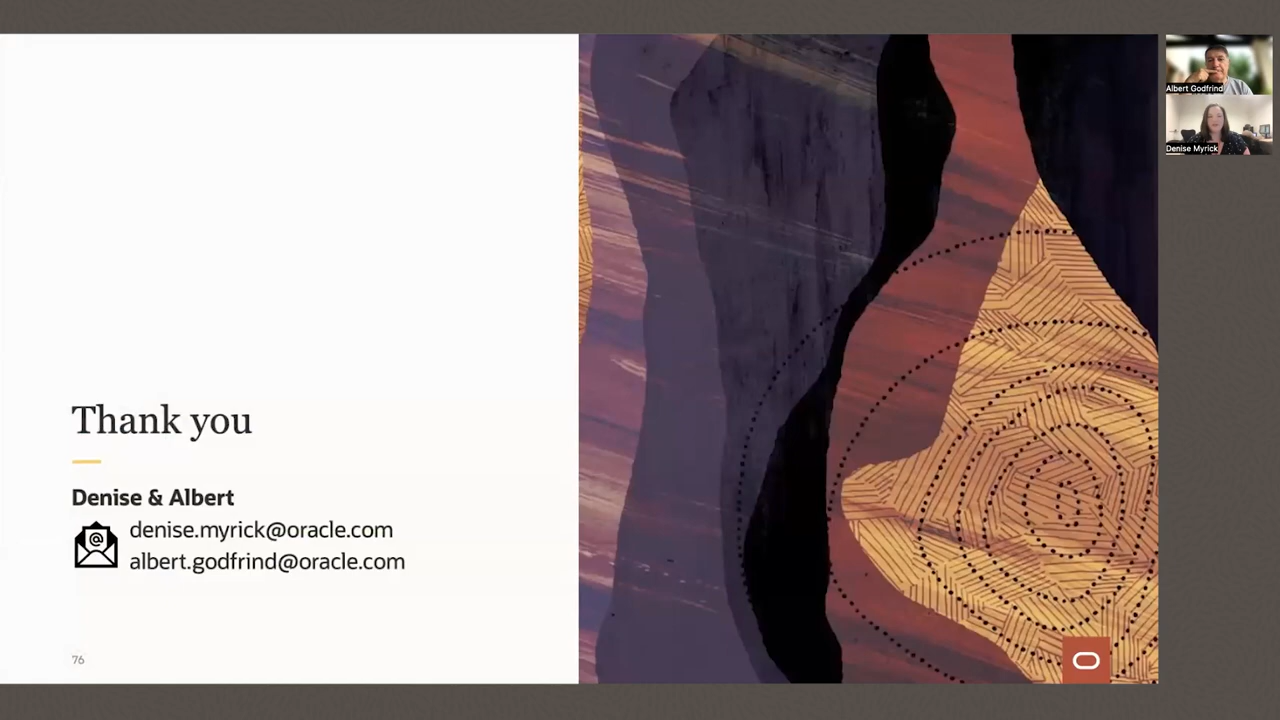 Thank you
Denise & Albert
denise.myrick@oracle.com
albert.godfrind@oracle.com
76
Albert Godfrind
Denise Myrick